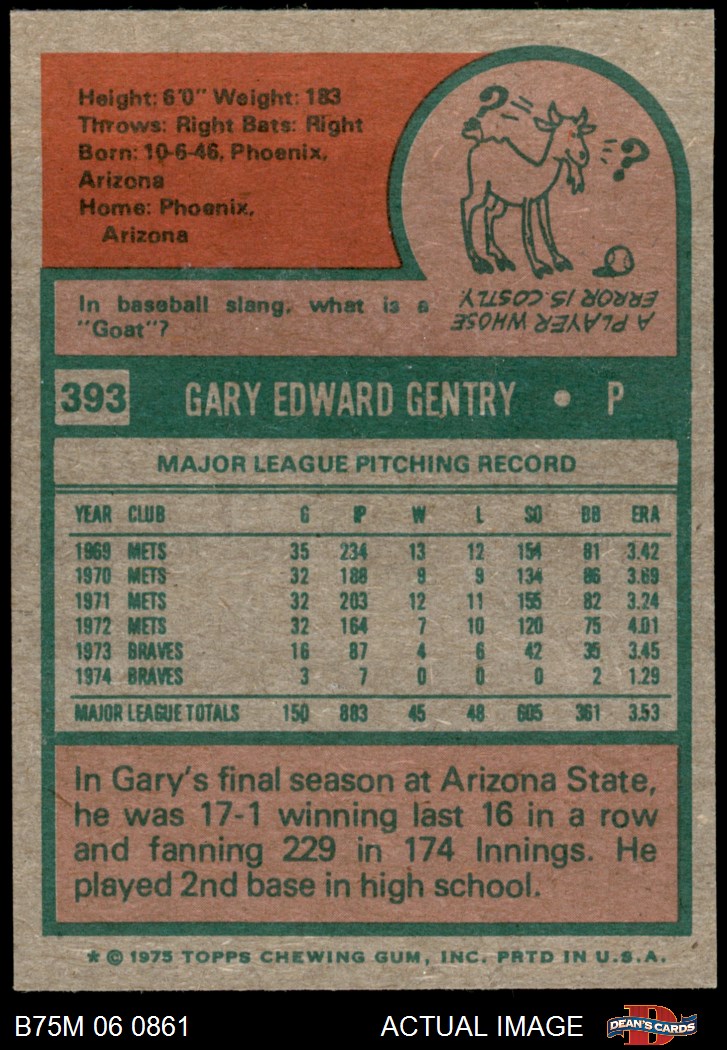 Height: 6'0" Weight: 183
Throws: Right Bats: Right
Born: 10-6-46, Phoenix,
Arizona
Home: Phoenix,
Arizona
? ?
In baseball slang, what is a
"Goat"?
A PLAYER WHOSE
ERROR IS COSTLY.
393 GARY EDWARD GENTRY • P
MAJOR LEAGUE PITCHING RECORD
YEAR CLUB G IP W L SO BB ERA
1969 METS 35 234 13 12 154 81 3.42
1970 METS 32 188 9 9 134 86 3.69
1971 METS 32 203 12 11 155 82 3.24
1972 METS 32 164 7 10 120 75 4.01
1973 BRAVES 16 87 4 6 42 35 3.45
1974 BRAVES 3 7 0 0 0 2 1.29
MAJOR LEAGUE TOTALS 150 883 45 48 605 361 3.53
In Gary's final season at Arizona State,
he was 17-1 winning last 16 in a row
and fanning 229 in 174 Innings. He
played 2nd base in high school.
* © 1975 TOPPS CHEWING GUM, INC. PRTD IN U.S.A.
B75M 06 0861 ACTUAL IMAGE D DEAN'S CARDS